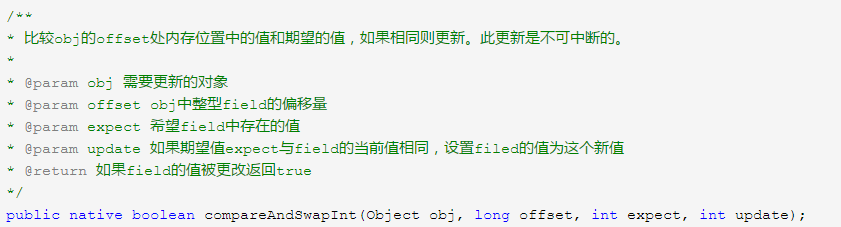 /**
* 比较obj的offset处内存位置中的值和期望的值，如果相同则更新。此更新是不可中断的。
*
* @param obj 需要更新的对象
* @param offset obj中整型field的偏移量
* @param expect 希望field中存在的值
* @param update 如果期望值expect与field的当前值相同，设置filed的值为这个新值
* @return 如果field的值被更改返回true
*/
public native boolean compareAndSwapInt(Object obj, long offset, int expect, int update);